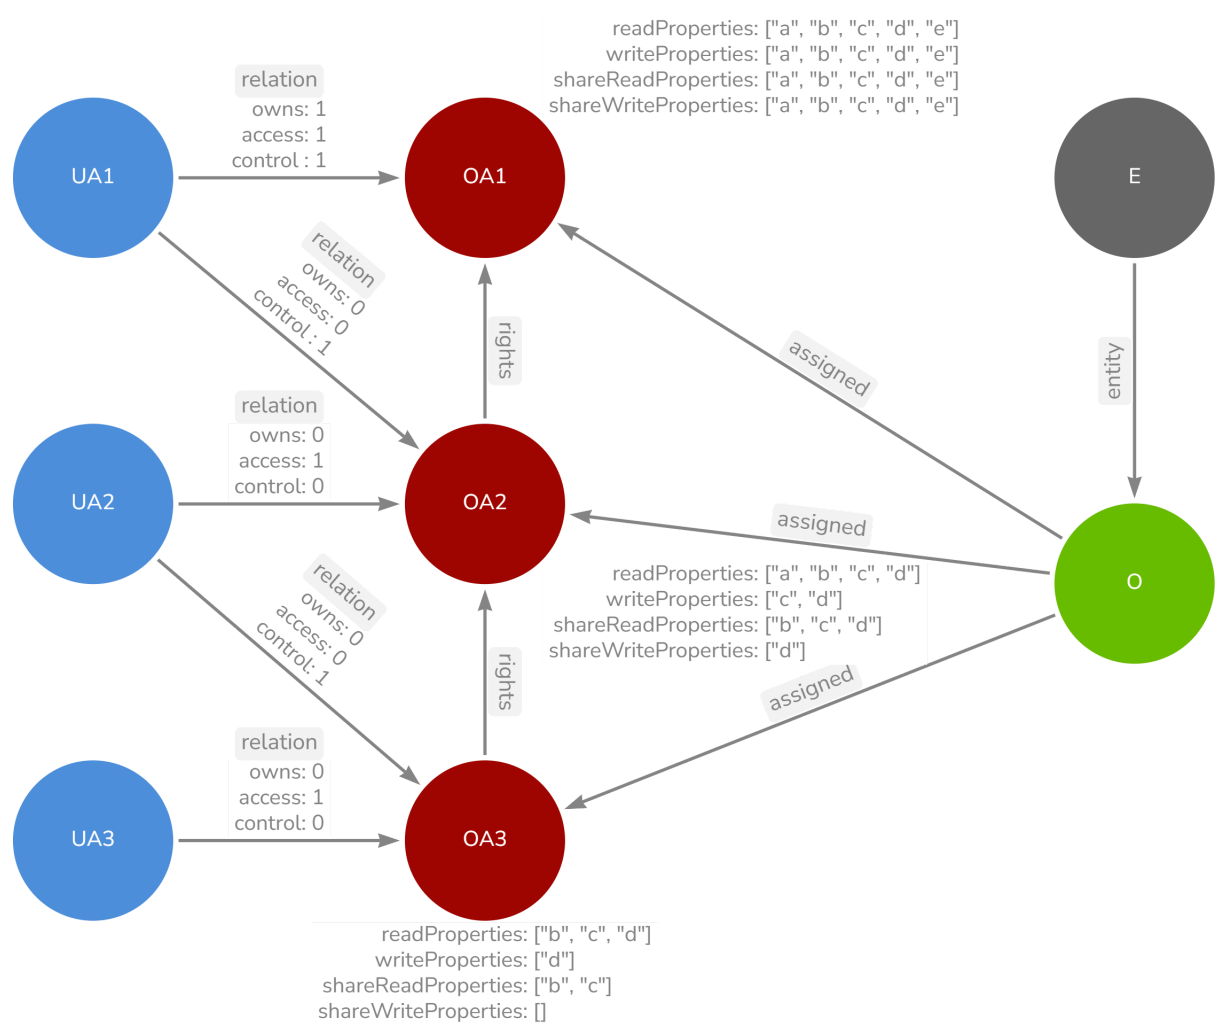 readProperties: ["a", "b", "c", "d", "e"]
writeProperties: ["a", "b", "c", "d", "e"]
shareReadProperties: ["a", "b", "c", "d", "e"]
shareWriteProperties: ["a", "b", "c", "d", "e"]
relation
owns: 1
access: 1
control : 1
UA1
OA1
E
relation
owns: 0
access: 0
control : 1
rights
assigned
entity
relation
owns: 0
access: 1
control: 0
UA2
OA2
assigned
O
readProperties: ["a", "b", "c", "d"]
writeProperties: ["c", "d"]
shareReadProperties: ["b", "c", "d"]
shareWriteProperties: ["d"]
relation
owns: 0
access: 0
control: 1
rights
assigned
relation
owns: 0
access: 1
control: 0
UA3
OA3
readProperties: ["b", "c", "d"]
writeProperties: ["d"]
shareReadProperties: ["b", "c"]
shareWriteProperties: []